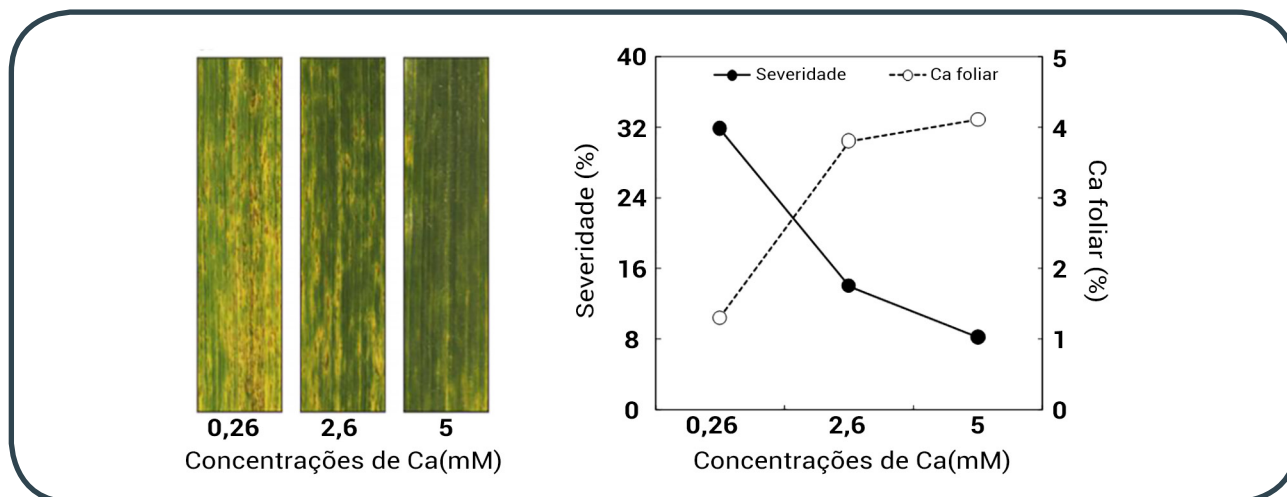 0,26 2,6 5
Concentrações de Ca(mM)
Severidade Ca foliar
Severidade (%)
40
32
24
16
8
0
5
4
3
2
1
0
Ca foliar (%)
0,26 2,6 5
Concentrações de Ca(mM)